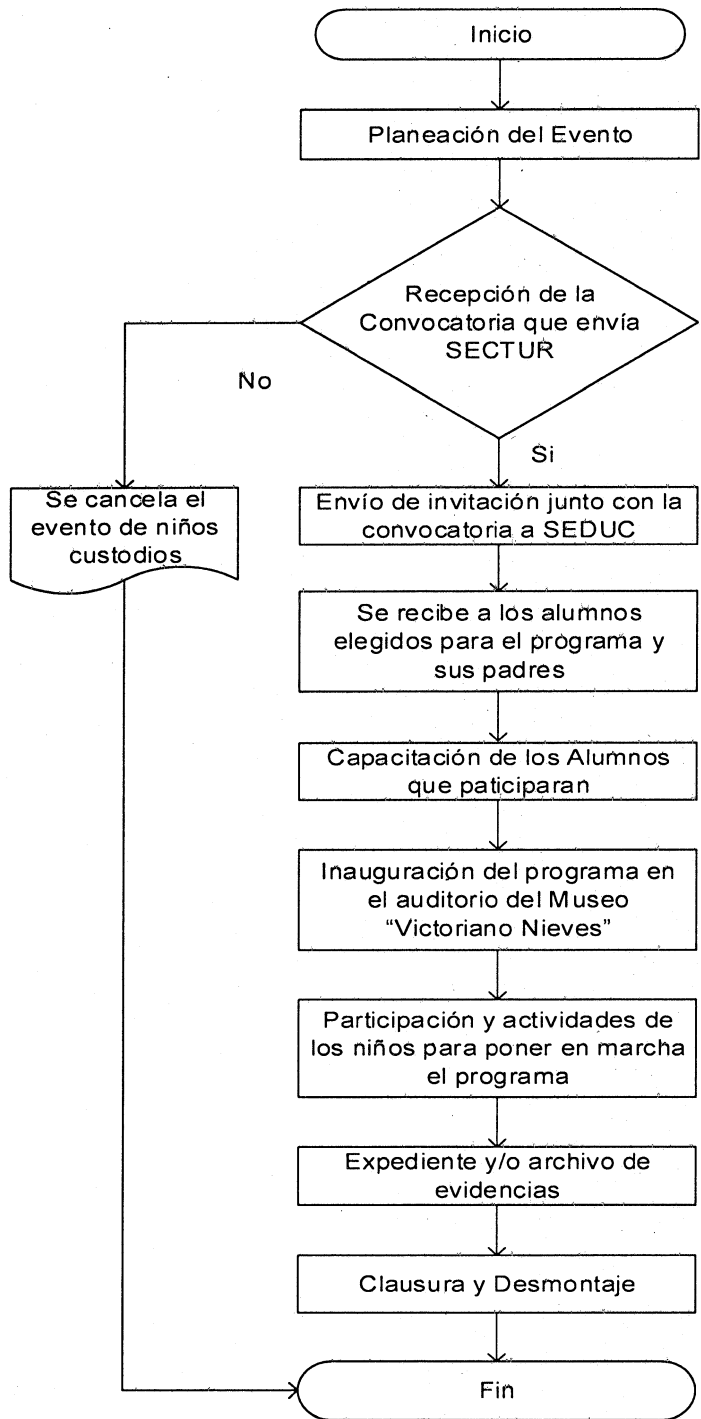 Inicio
Planeación del Evento
Recepción de la
Convocatoria que envía
SECTUR
No
Si
Se cancela el
evento de niños
custodios
Envío de invitación junto con la
convocatoria a SEDUC
Se recibe a los alumnos
elegidos para el programa y
sus padres
Capacitación de los Alumnos
que paticiparan
Inauguración del programa en
el auditorio del Museo
“Victoriano Nieves”
Participación y actividades de
los niños para poner en marcha
el programa
Expediente y/o archivo de
evidencias
Clausura y Desmontaje
Fin